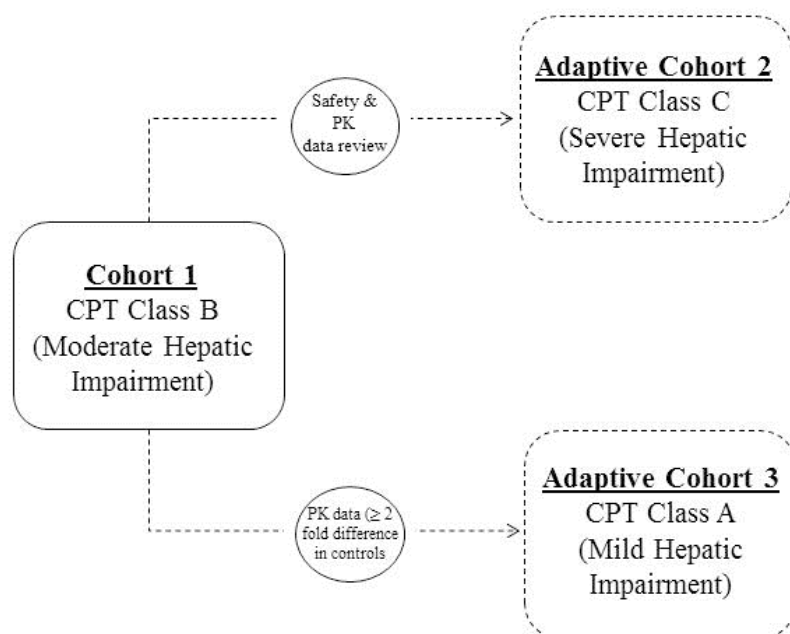 Safety &
PK
data review
Adaptive Cohort 2
CPT Class C
(Severe Hepatic
Impairment)
Cohort 1
CPT Class B
(Moderate Hepatic
Impairment)
PK data (≥ 2
fold difference
in controls
Adaptive Cohort 3
CPT Class A
(Mild Hepatic
Impairment)